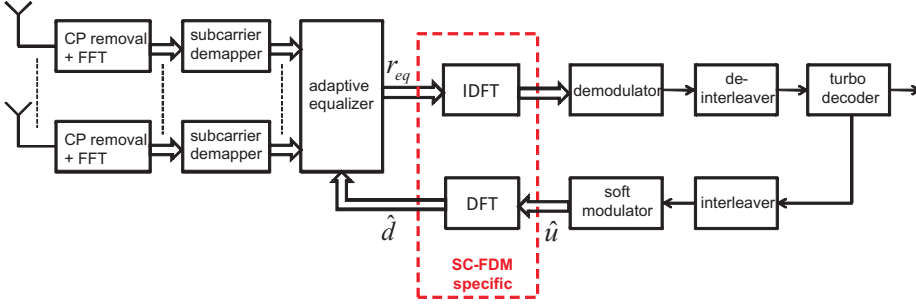 CP removal
+ FFT
subcarrier
demapper
adaptive
equalizer
r_eq
IDFT
demodulator
de-
interleaver
turbo
decoder
CP removal
+ FFT
subcarrier
demapper
d̂
DFT
û
soft
modulator
interleaver
SC-FDM
specific